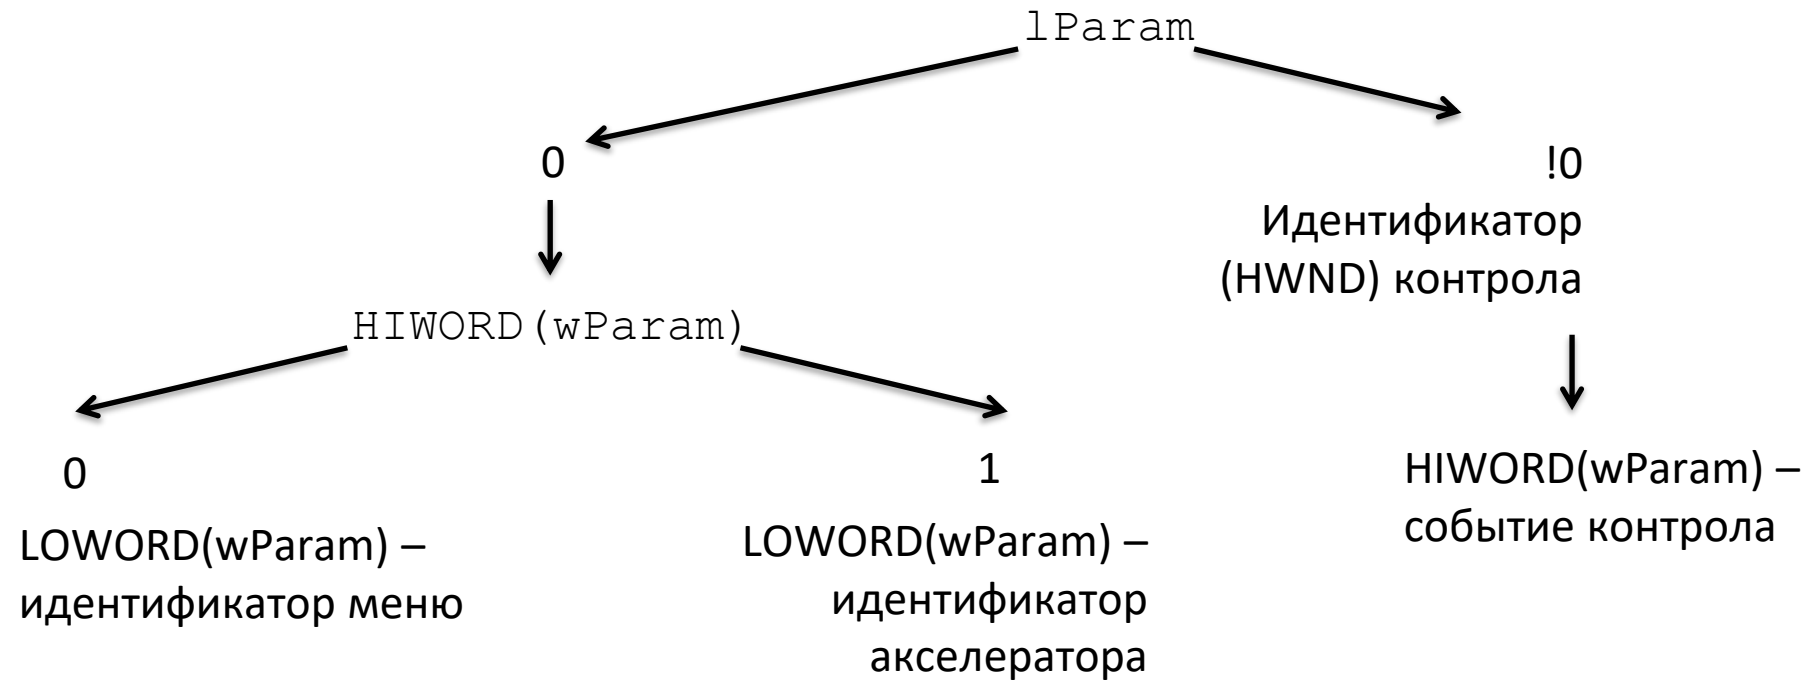 lParam
0
!0
Идентификатор
(HWND) контрола
HIWORD(wParam)
0
LOWORD(wParam) –
идентификатор меню
1
LOWORD(wParam) –
идентификатор
акселератора
HIWORD(wParam) –
событие контрола